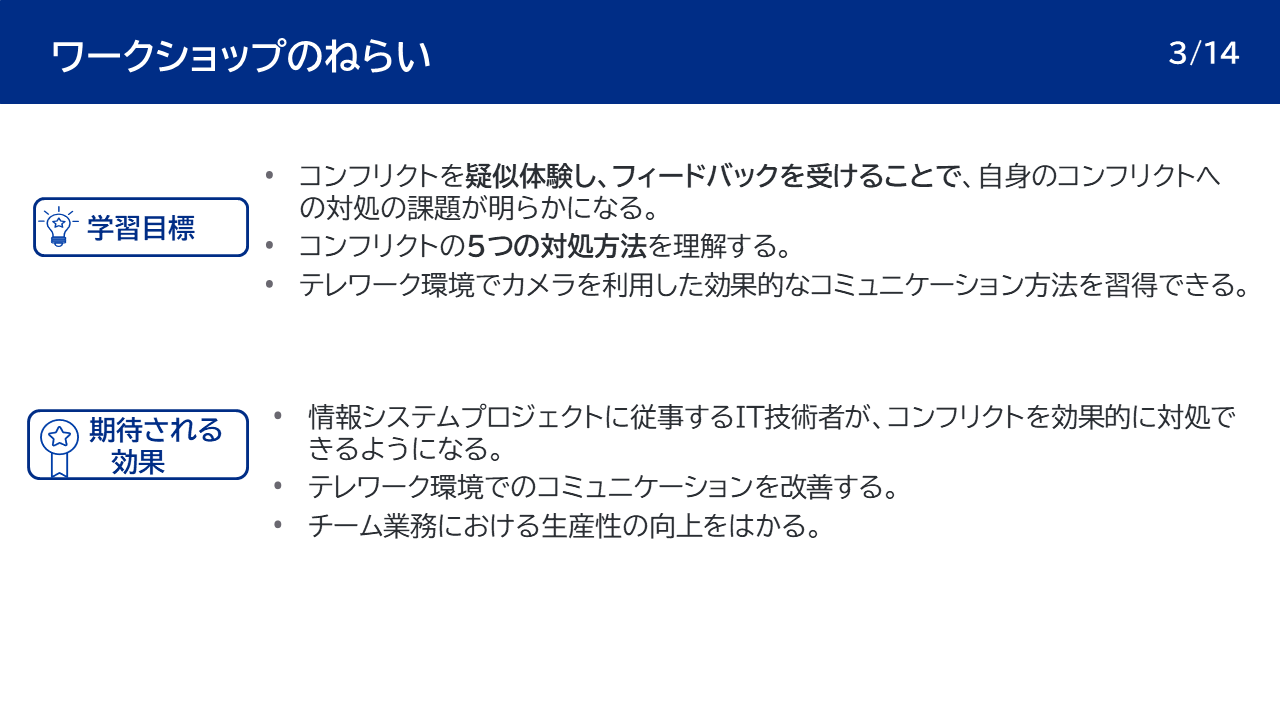 ワークショップのねらい
3/14
学習目標
• コンフリクトを疑似体験し、フィードバックを受けることで、自身のコンフリクトへ
の対処の課題が明らかになる。
• コンフリクトの５つの対処方法を理解する。
• テレワーク環境でカメラを利用した効果的なコミュニケーション方法を習得できる。
期待される
効果
• 情報システムプロジェクトに従事するIT技術者が、コンフリクトを効果的に対処で
きるようになる。
• テレワーク環境でのコミュニケーションを改善する。
• チーム業務における生産性の向上をはかる。